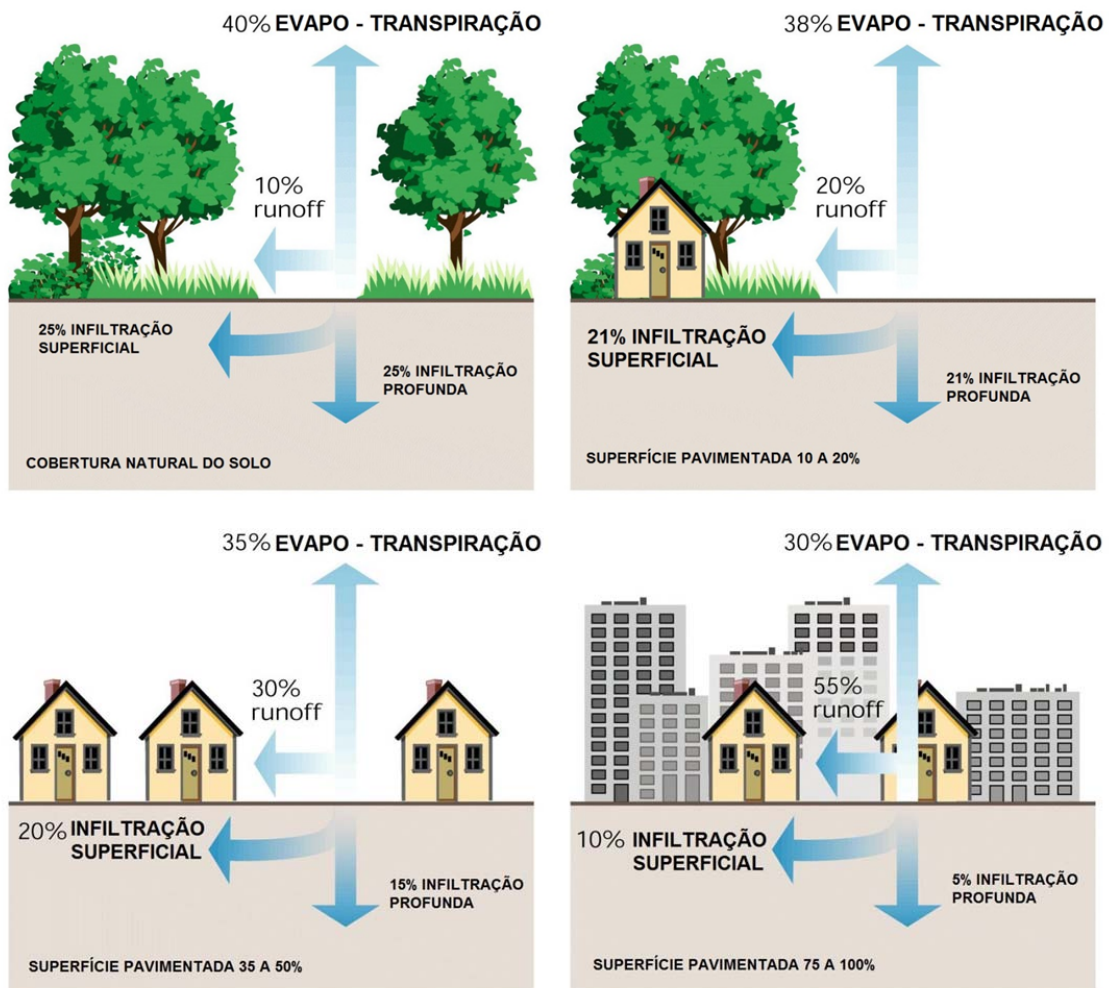 40% EVAPO - TRANSPIRAÇÃO
10%
runoff
25% INFILTRAÇÃO
SUPERFICIAL
25% INFILTRAÇÃO
PROFUNDA
COBERTURA NATURAL DO SOLO
38% EVAPO - TRANSPIRAÇÃO
20%
runoff
21% INFILTRAÇÃO
SUPERFICIAL
21% INFILTRAÇÃO
PROFUNDA
SUPERFÍCIE PAVIMENTADA 10 A 20%
35% EVAPO - TRANSPIRAÇÃO
30%
runoff
20% INFILTRAÇÃO
SUPERFICIAL
15% INFILTRAÇÃO
PROFUNDA
SUPERFÍCIE PAVIMENTADA 35 A 50%
30% EVAPO - TRANSPIRAÇÃO
55%
runoff
10% INFILTRAÇÃO
SUPERFICIAL
5% INFILTRAÇÃO
PROFUNDA
SUPERFÍCIE PAVIMENTADA 75 A 100%